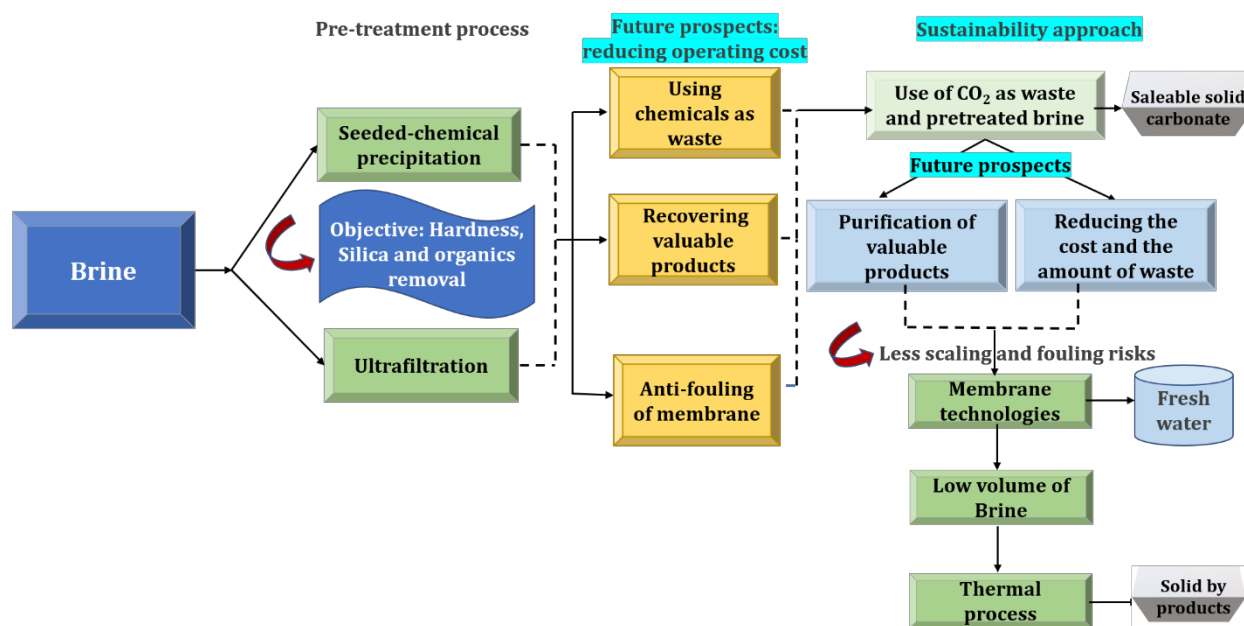 Pre-treatment process
Future prospects:
reducing operating cost
Sustainability approach
Brine
Seeded-chemical
precipitation
Objective: Hardness,
Silica and organics
removal
Ultrafiltration
Using
chemicals as
waste
Recovering
valuable
products
Anti-fouling
of membrane
Use of CO₂ as waste
and pretreated brine
Saleable solid
carbonate
Future prospects
Purification of
valuable
products
Reducing the
cost and the
amount of waste
Less scaling and fouling risks
Membrane
technologies
Fresh
water
Low volume of
Brine
Thermal
process
Solid by
products